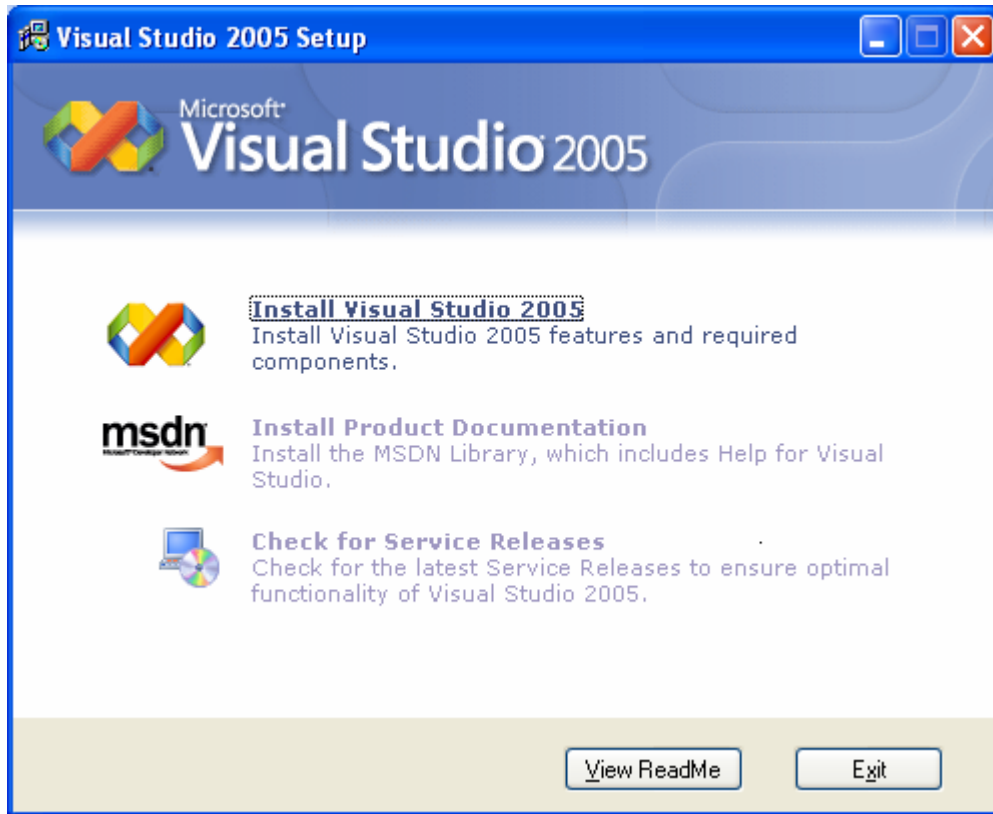 Visual Studio 2005 Setup
Microsoft
Visual Studio 2005
Install Visual Studio 2005
Install Visual Studio 2005 features and required
components.
msdn
Install Product Documentation
Install the MSDN Library, which includes Help for Visual
Studio.
Check for Service Releases
Check for the latest Service Releases to ensure optimal
functionality of Visual Studio 2005.
View ReadMe
Exit